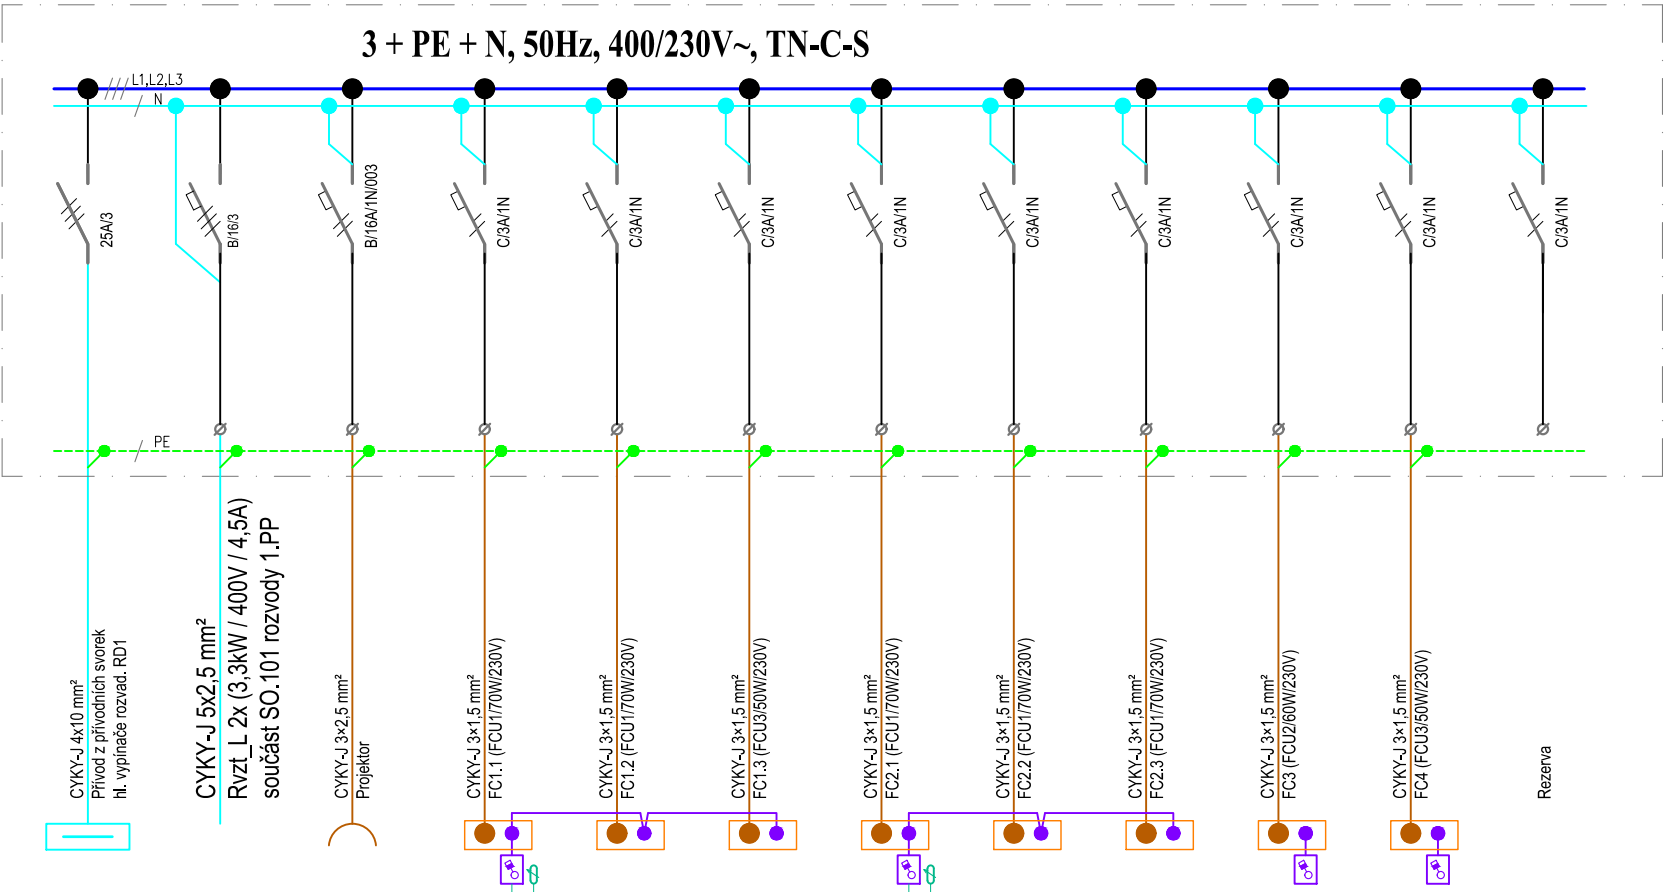 3 + PE + N, 50Hz, 400/230V~, TN-C-S
L1,L2,L3
N
25A/3
B/16/3
B/16A/1N/003
C/3A/1N
C/3A/1N
C/3A/1N
C/3A/1N
C/3A/1N
C/3A/1N
C/3A/1N
C/3A/1N
C/3A/1N
PE
CYKY-J 4x10 mm²
Přívod z přívodních svorek
hl. vypínače rozvad. RD1
CYKY-J 5x2,5 mm²
Rvzt_L 2x (3,3kW / 400V / 4,5A)
součást SO.101 rozvody 1.PP
CYKY-J 3×2,5 mm²
Projektor
CYKY-J 3×1,5 mm²
FC1.1 (FCU1/70W/230V)
CYKY-J 3×1,5 mm²
FC1.2 (FCU1/70W/230V)
CYKY-J 3×1,5 mm²
FC1.3 (FCU3/50W/230V)
CYKY-J 3×1,5 mm²
FC2.1 (FCU1/70W/230V)
CYKY-J 3×1,5 mm²
FC2.2 (FCU1/70W/230V)
CYKY-J 3×1,5 mm²
FC2.3 (FCU1/70W/230V)
CYKY-J 3×1,5 mm²
FC3 (FCU2/60W/230V)
CYKY-J 3×1,5 mm²
FC4 (FCU3/50W/230V)
Rezerva